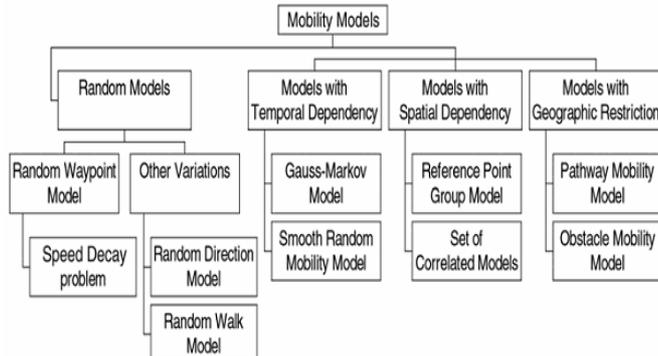 Mobility Models
Random Models
Models with
Temporal Dependency
Models with
Spatial Dependency
Models with
Geographic Restriction
Random Waypoint
Model
Other Variations
Gauss-Markov
Model
Reference Point
Group Model
Pathway Mobility
Model
Speed Decay
problem
Random Direction
Model
Smooth Random
Mobility Model
Set of
Correlated Models
Obstacle Mobility
Model
Random Walk
Model